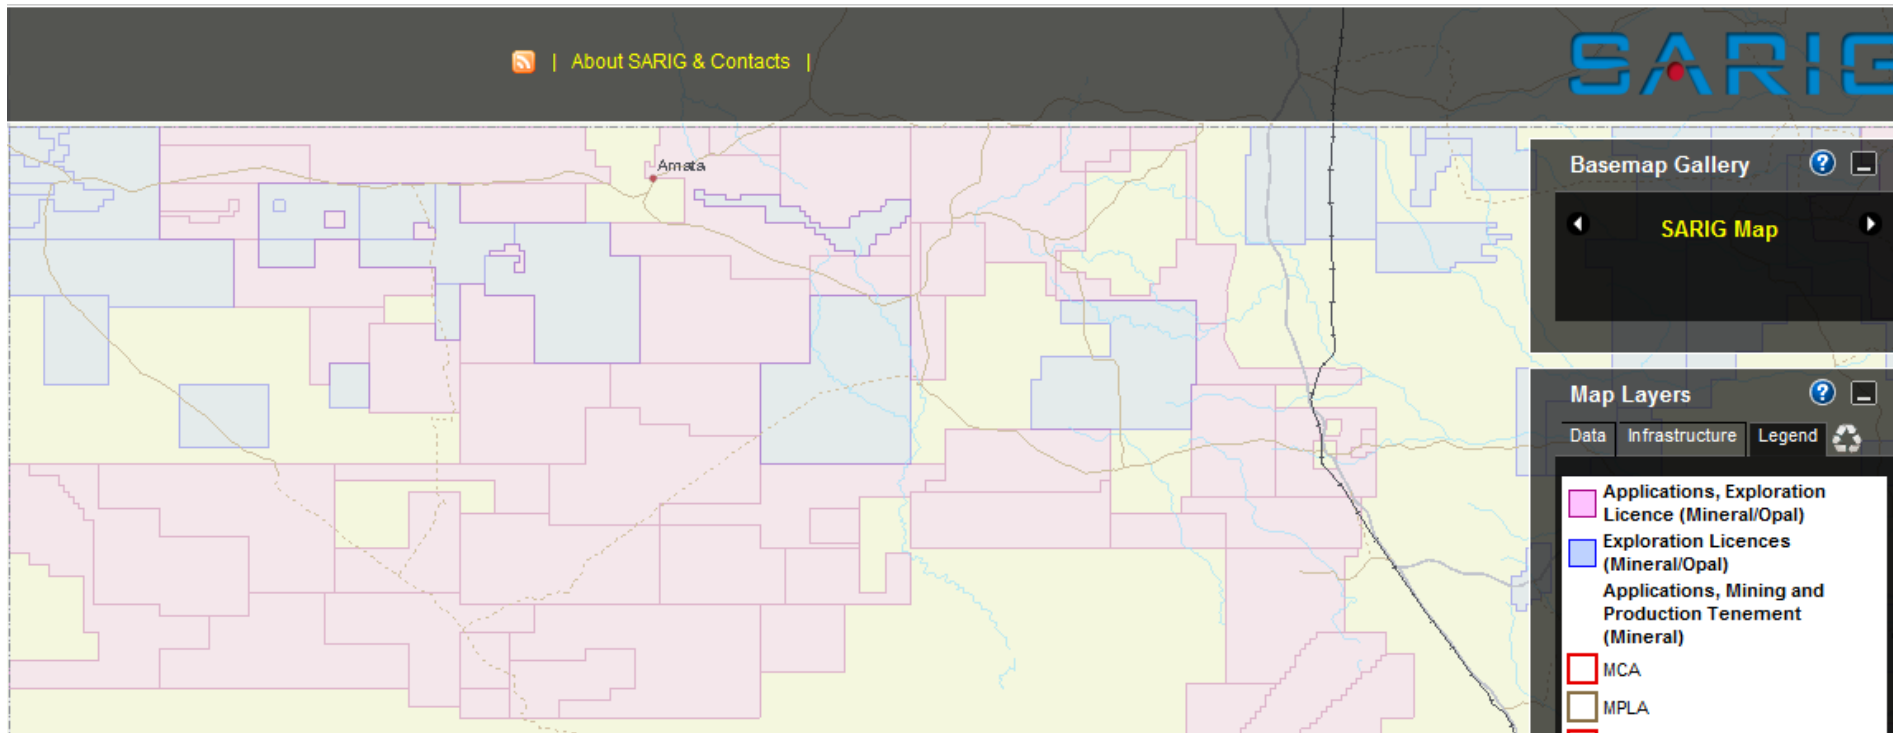 | About SARIG & Contacts |
SARIG
Amata
Basemap Gallery ?
SARIG Map
Map Layers ?
Data Infrastructure Legend
Applications, Exploration
Licence (Mineral/Opal)
Exploration Licences
(Mineral/Opal)
Applications, Mining and
Production Tenement
(Mineral)
MCA
MPLA